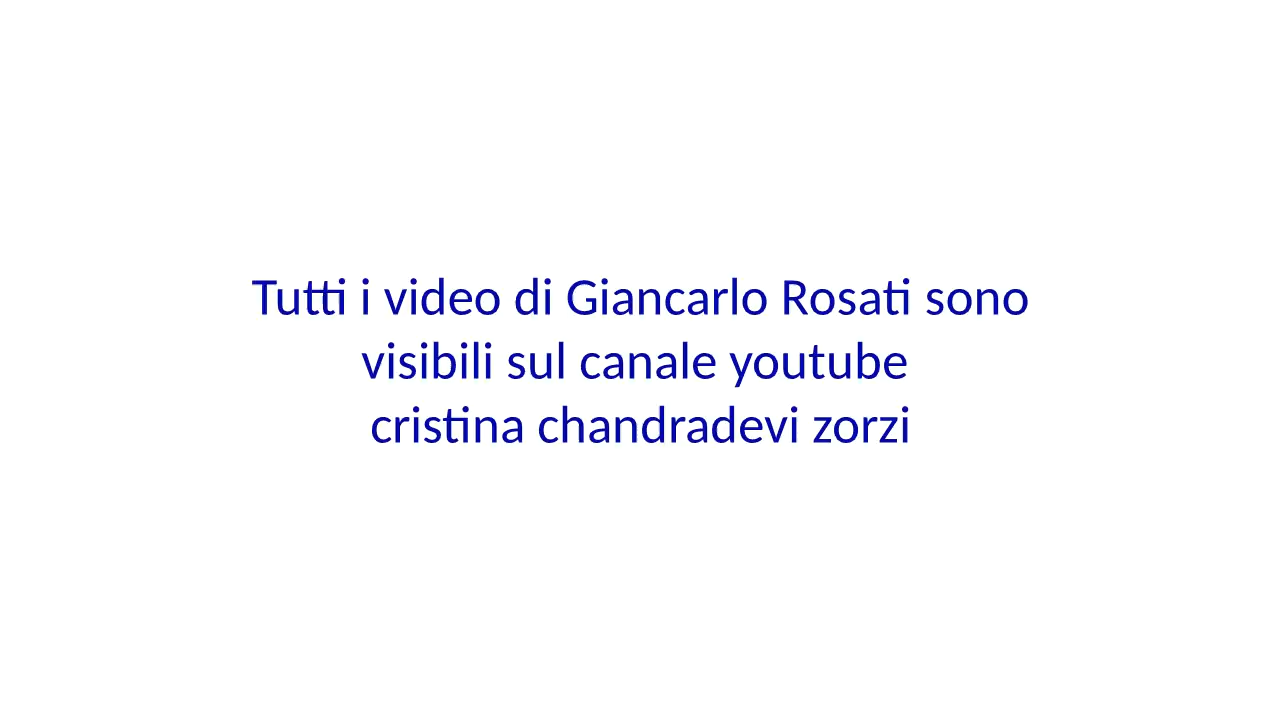 Tutti i video di Giancarlo Rosati sono
visibili sul canale youtube
cristina chandradevi zorzi